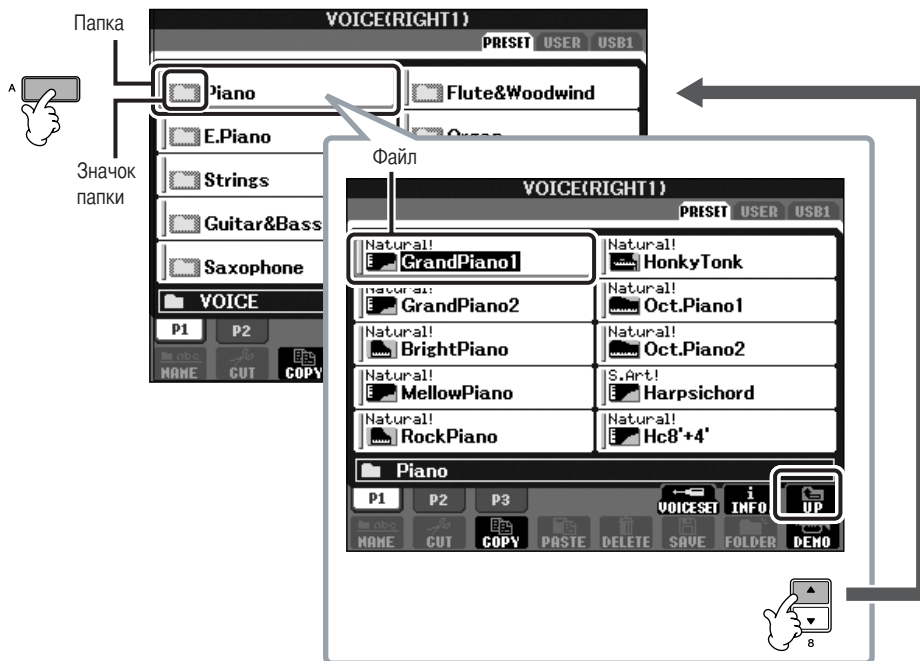 Папка
Значок
папки
A
VOICE(RIGHT1)
PRESET USER USB1
Piano
Flute&Woodwind
E.Piano
Organ
Strings
Guitar&Bass
Saxophone
VOICE
P1 P2
NAME CUT COPY
Файл
VOICE(RIGHT1)
PRESET USER USB1
Natural!
GrandPiano1
Natural!
HonkyTonk
Natural!
GrandPiano2
Natural!
Oct.Piano1
Natural!
BrightPiano
Natural!
Oct.Piano2
Natural!
MellowPiano
S.Art!
Harpsichord
Natural!
RockPiano
Natural!
Hc8'+4'
Piano
P1 P2 P3 VOICESET INFO UP
NAME CUT COPY PASTE DELETE SAVE FOLDER DEMO
8